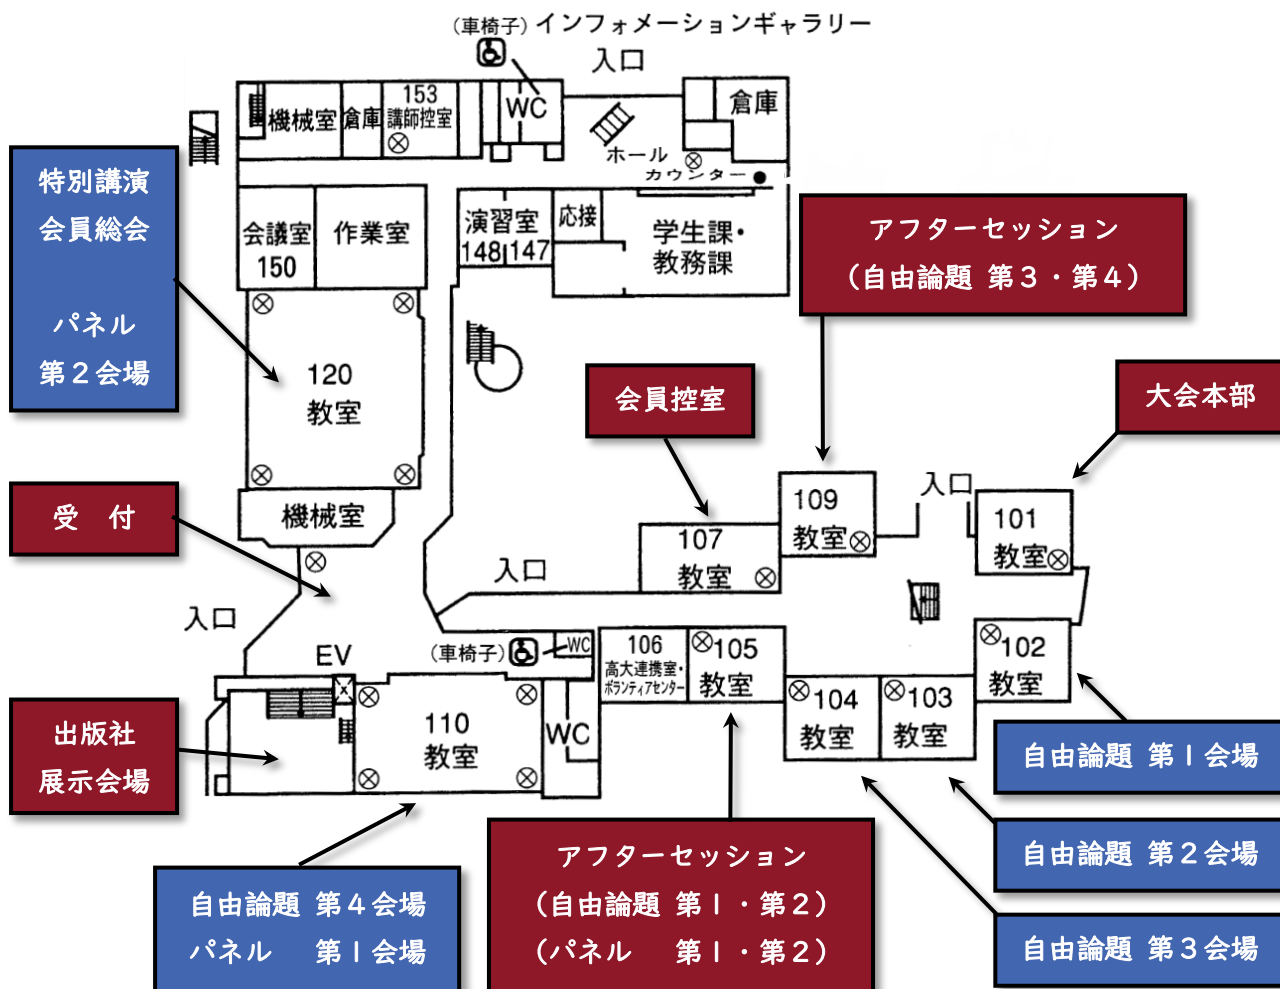 (車椅子) インフォメーションギャラリー
入口
機械室
倉庫
153
講師控室
WC
倉庫
ホール
カウンター
特別講演
会員総会
パネル
第2会場
会議室
150
作業室
演習室
148 147
応接
学生課・
教務課
アフターセッション
(自由論題 第3・第4)
120
教室
会員控室
大会本部
受 付
機械室
109
教室
入口
101
教室
107
教室
入口
入口
EV
(車椅子)
WC
106
高大連携室・
ボランティアセンター
105
教室
102
教室
104
教室
103
教室
出版社
展示会場
110
教室
WC
自由論題 第1会場
自由論題 第2会場
自由論題 第3会場
自由論題 第4会場
パネル 第1会場
アフターセッション
(自由論題 第1・第2)
(パネル 第1・第2)